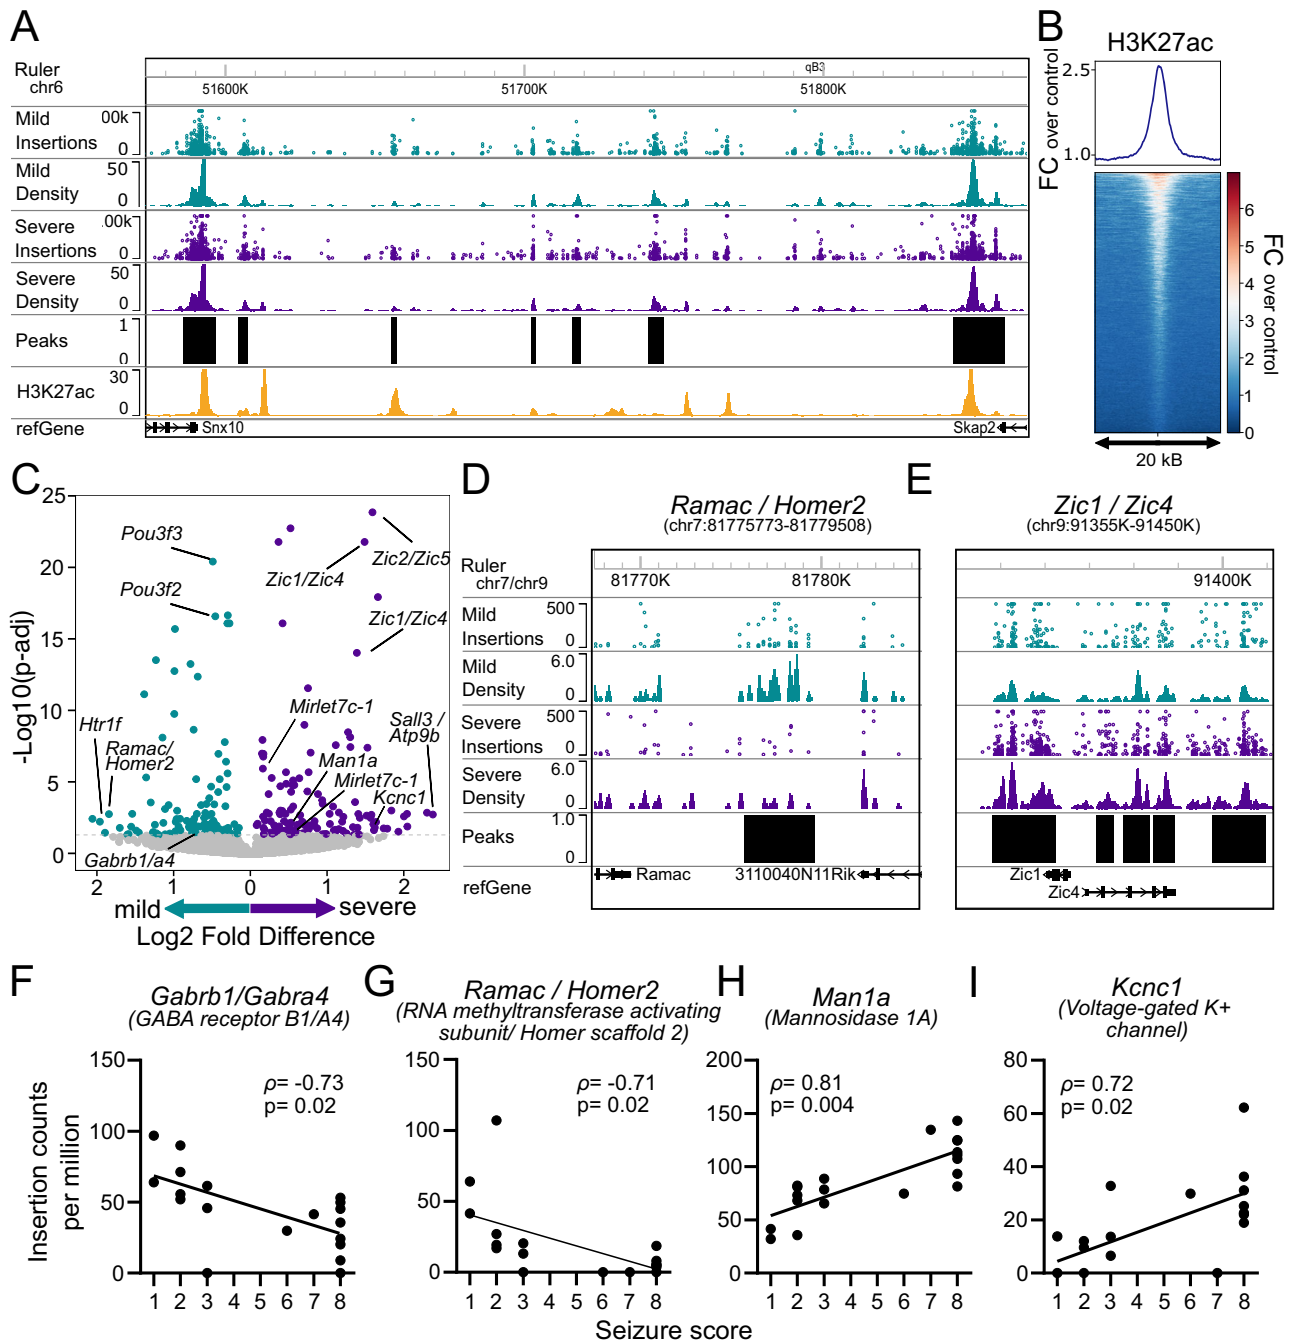 A
Ruler
chr6
qB3
51600K
51700K
51800K
Mild
Insertions
00k
0
Mild
Density
50
0
Severe
Insertions
.00k
0
Severe
Density
50
0
Peaks
1
0
H3K27ac
30
0
refGene
Snx10
Skap2
B
H3K27ac
FC over control
2.5
1.0
6
5
4
3
2
1
0
FC over control
20 kB
C
-Log10(p-adj)
25
20
15
10
5
0
Pou3f3
Pou3f2
Zic1/Zic4
Zic2/Zic5
Zic1/Zic4
Mirlet7c-1
Sall3 /
Atp9b
Htr1f
Ramac/
Homer2
Man1a
Mirlet7c-1
Kcnc1
Gabrb1/a4
2 1 0 1 2
mild severe
Log2 Fold Difference
D
Ramac / Homer2
(chr7:81775773-81779508)
Ruler
chr7/chr9
81770K
81780K
Mild
Insertions
500
0
Mild
Density
6.0
0
Severe
Insertions
500
0
Severe
Density
6.0
0
Peaks
1.0
0
refGene
Ramac
3110040N11Rik
E
Zic1 / Zic4
(chr9:91355K-91450K)
91400K
Zic1
Zic4
F
Gabrb1/Gabra4
(GABA receptor B1/A4)
ρ= -0.73
p= 0.02
150
100
50
0
Insertion counts
per million
1 2 3 4 5 6 7 8
G
Ramac / Homer2
(RNA methyltransferase activating
subunit/ Homer scaffold 2)
ρ= -0.71
p= 0.02
150
100
50
0
1 2 3 4 5 6 7 8
H
Man1a
(Mannosidase 1A)
ρ= 0.81
p= 0.004
200
150
100
50
0
1 2 3 4 5 6 7 8
I
Kcnc1
(Voltage-gated K+
channel)
ρ= 0.72
p= 0.02
80
60
40
20
0
1 2 3 4 5 6 7 8
Seizure score